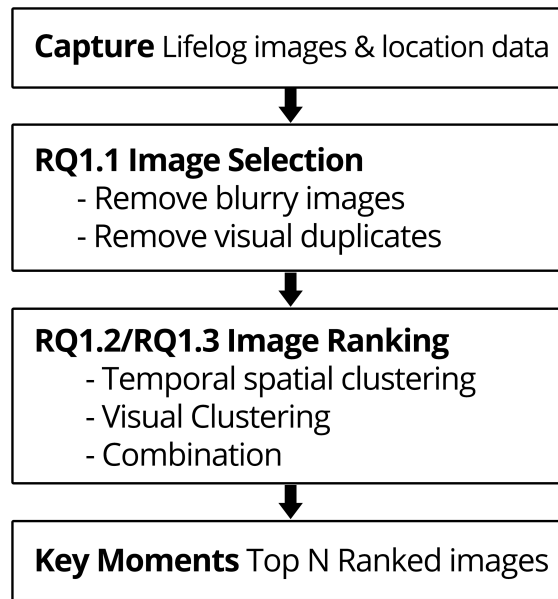 Capture Lifelog images & location data
RQ1.1 Image Selection
- Remove blurry images
- Remove visual duplicates
RQ1.2/RQ1.3 Image Ranking
- Temporal spatial clustering
- Visual Clustering
- Combination
Key Moments Top N Ranked images